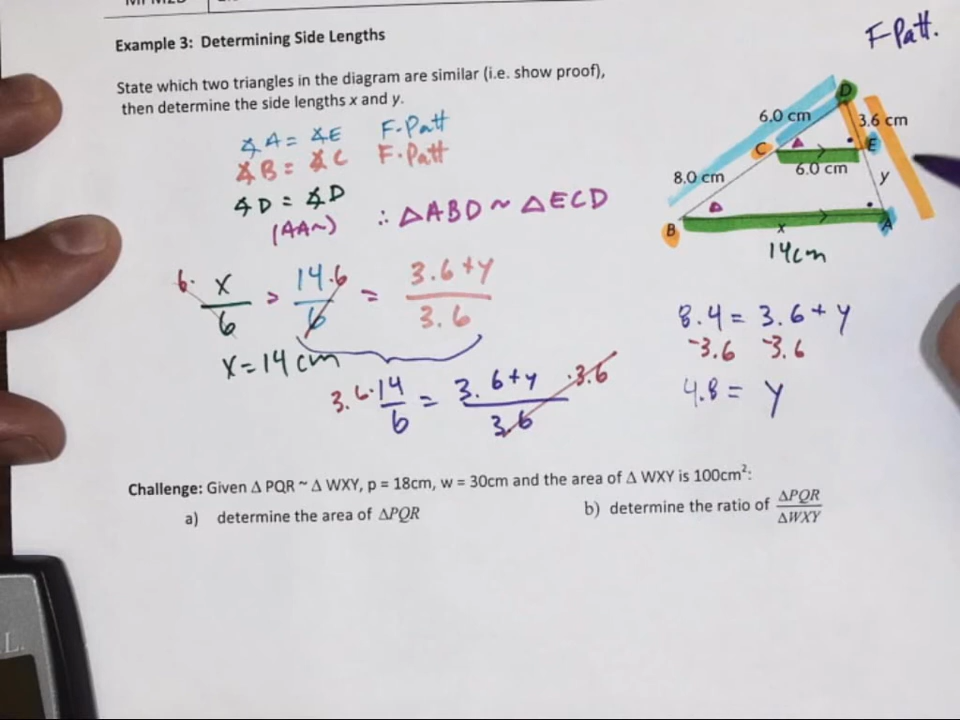 Example 3: Determining Side Lengths
F-Patt.
State which two triangles in the diagram are similar (i.e. show proof),
then determine the side lengths x and y.
∡A = ∡E F-Patt
∡B = ∡C F-Patt
∡D = ∡D
(AA~) ∴ △ABD ~ △ECD
D
6.0 cm 3.6 cm
C E
6.0 cm
8.0 cm y
B x A
14cm
6· x/6 = 14·6/6 = 3.6+y/3.6
x = 14 cm
3.6·14/6 = 3.6+y/3.6 ·3.6
8.4 = 3.6 + y
-3.6 -3.6
4.8 = y
Challenge: Given Δ PQR ~ Δ WXY, p = 18cm, w = 30cm and the area of Δ WXY is 100cm²:
a) determine the area of ΔPQR
b) determine the ratio of ΔPQR/ΔWXY